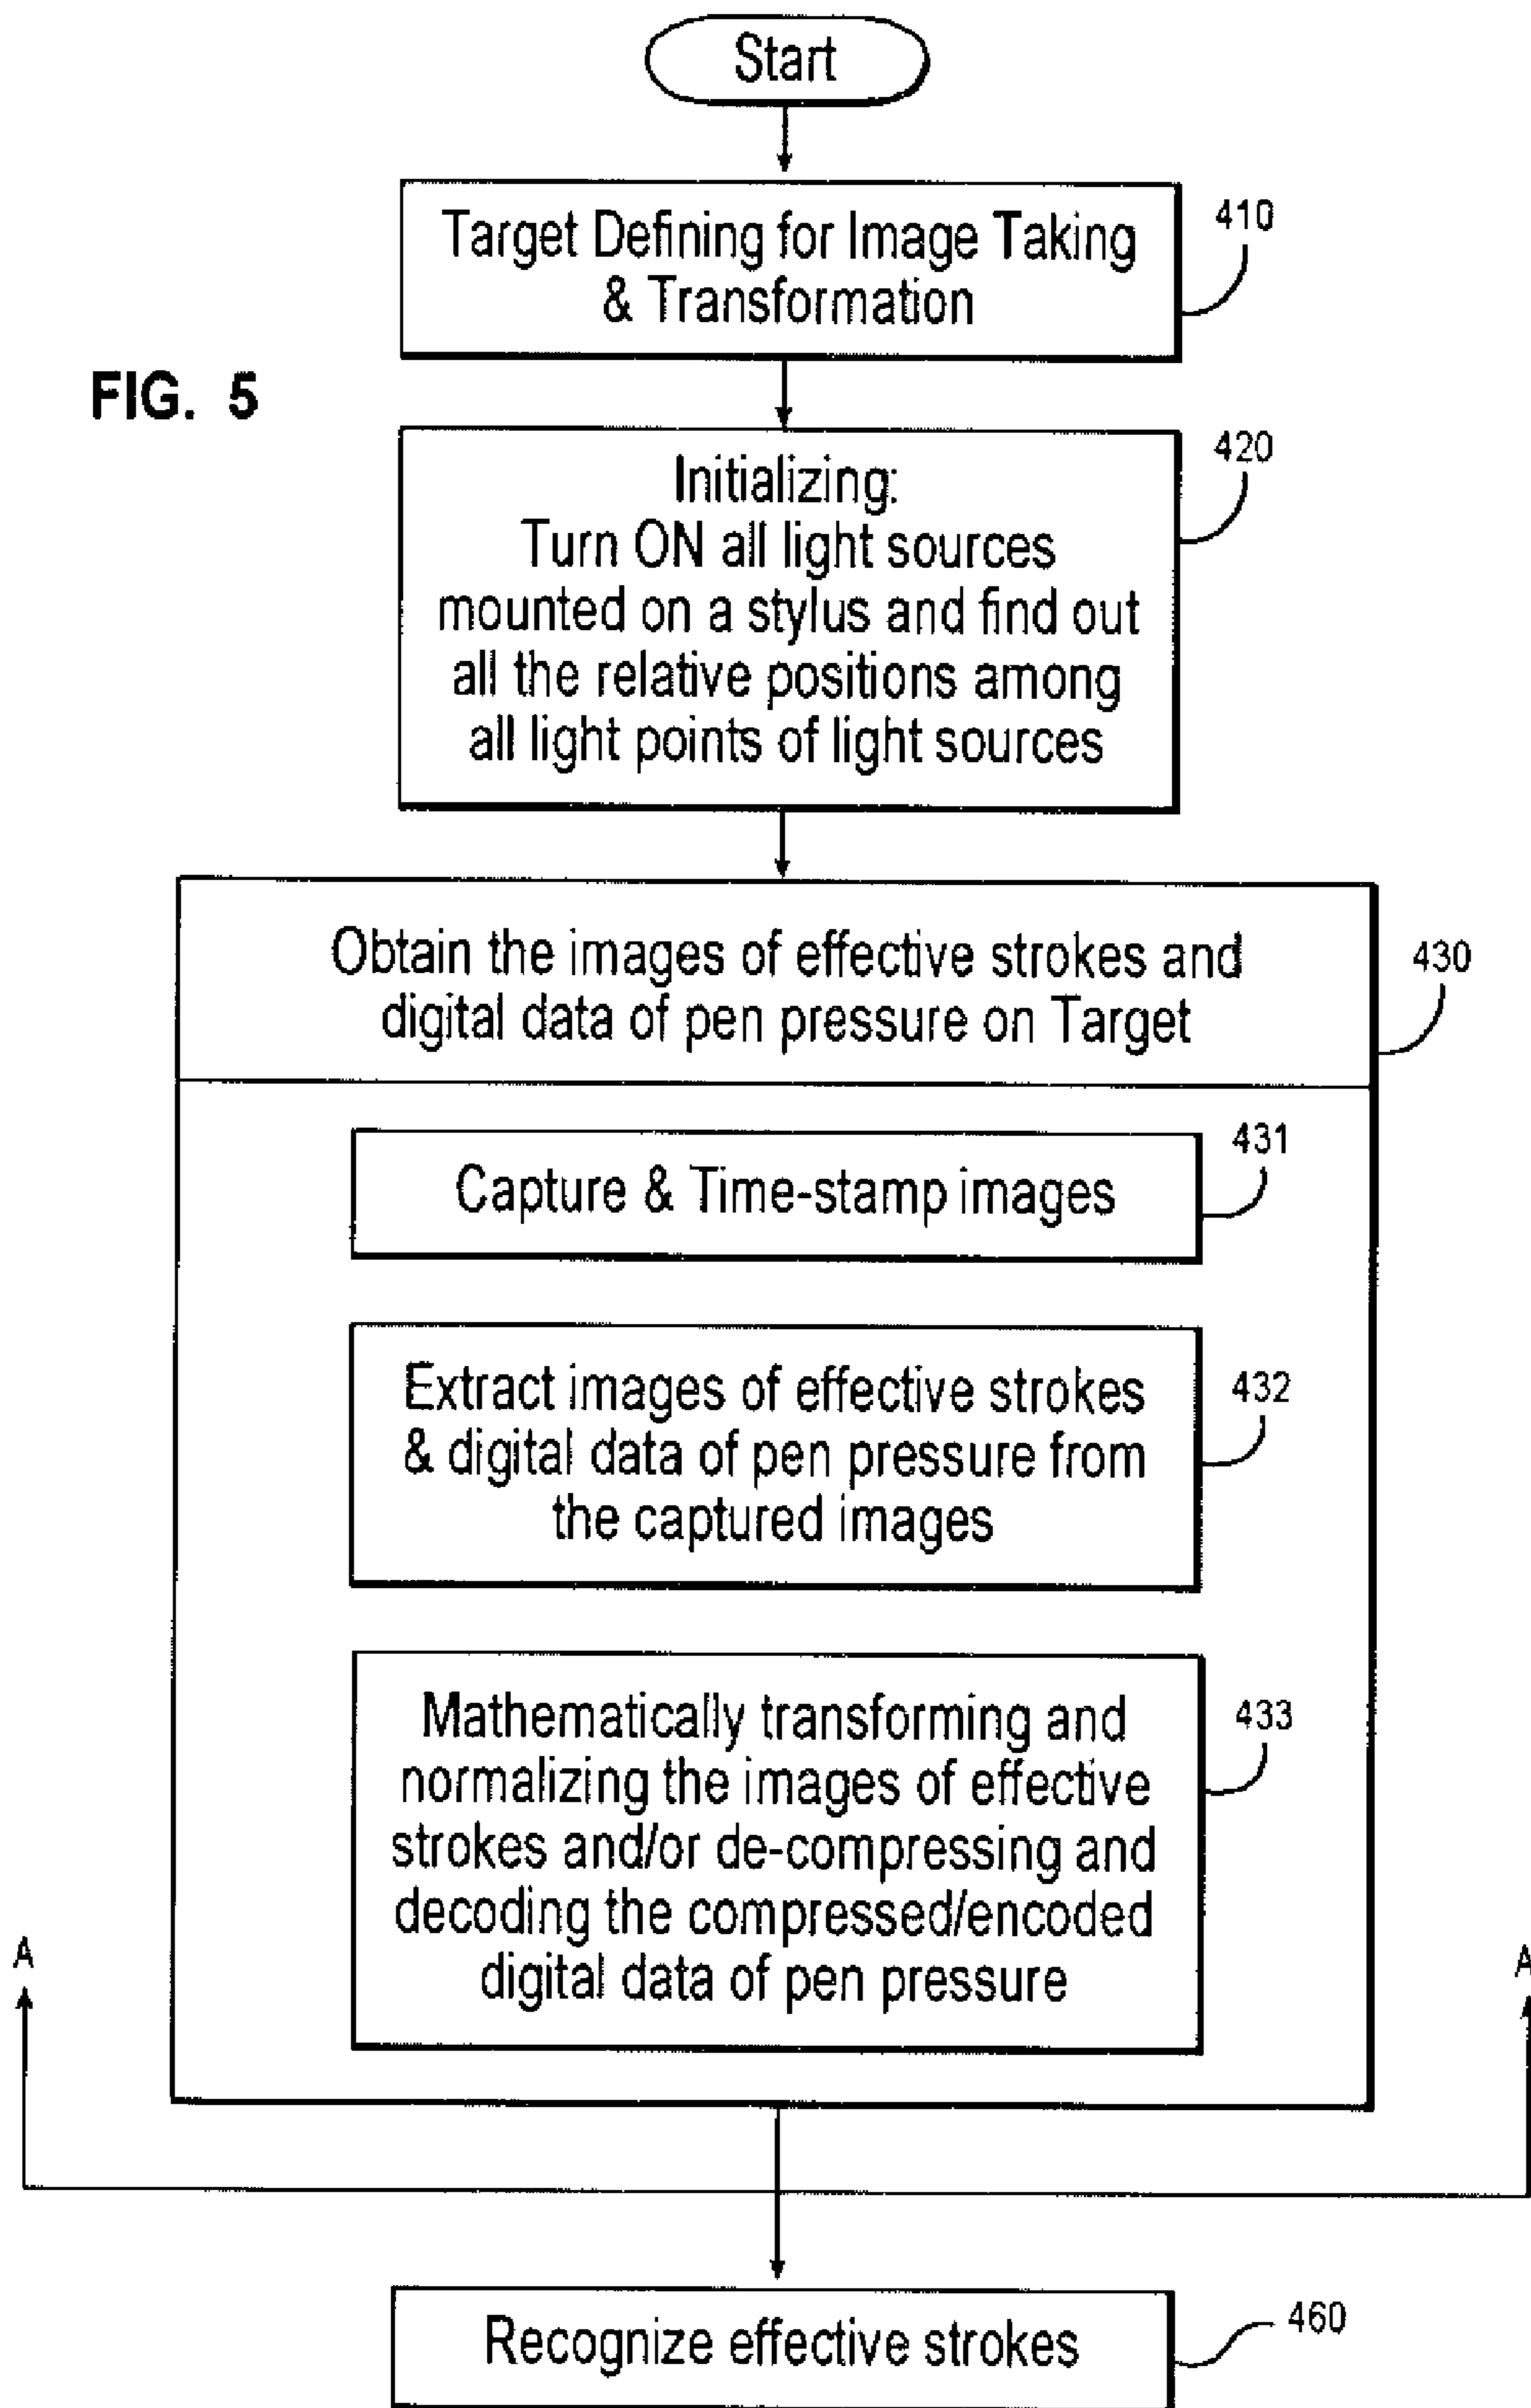 Start
Target Defining for Image Taking
& Transformation
410
FIG. 5
Initializing:
Turn ON all light sources
mounted on a stylus and find out
all the relative positions among
all light points of light sources
420
Obtain the images of effective strokes and
digital data of pen pressure on Target
430
Capture & Time-stamp images
431
Extract images of effective strokes
& digital data of pen pressure from
the captured images
432
Mathematically transforming and
normalizing the images of effective
strokes and/or de-compressing and
decoding the compressed/encoded
digital data of pen pressure
433
A
A
Recognize effective strokes
460